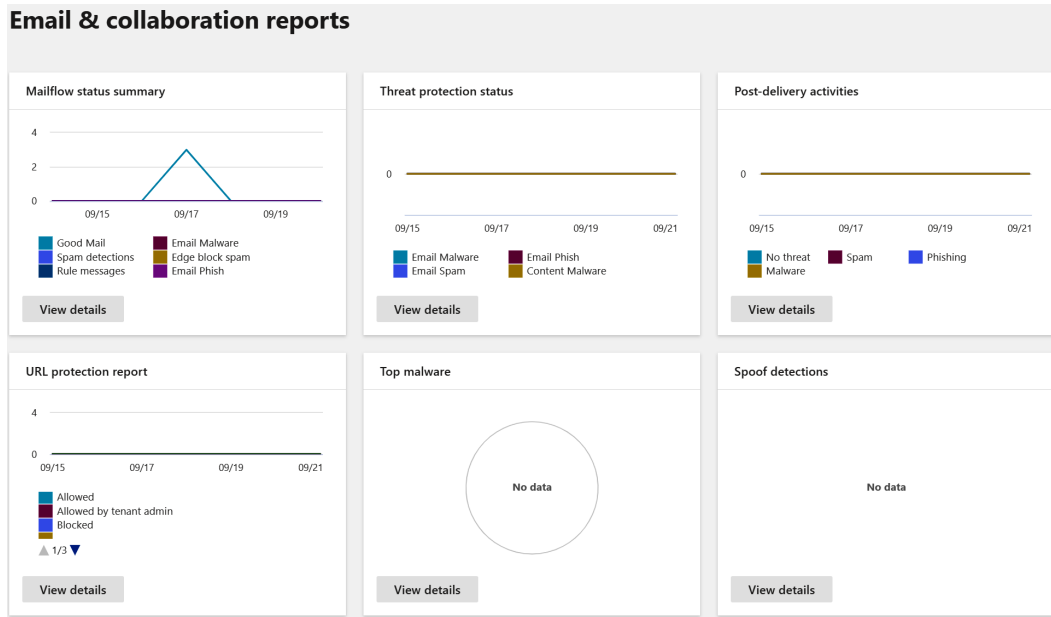 Email & collaboration reports
Mailflow status summary
4
2
0
09/15 09/17 09/19
Good Mail Email Malware
Spam detections Edge block spam
Rule messages Email Phish
View details
Threat protection status
0
09/15 09/17 09/19 09/21
Email Malware Email Phish
Email Spam Content Malware
View details
Post-delivery activities
0
09/15 09/17 09/19 09/21
No threat Spam Phishing
Malware
View details
URL protection report
4
0
09/15 09/17 09/19 09/21
Allowed
Allowed by tenant admin
Blocked
1/3
View details
Top malware
No data
View details
Spoof detections
No data
View details